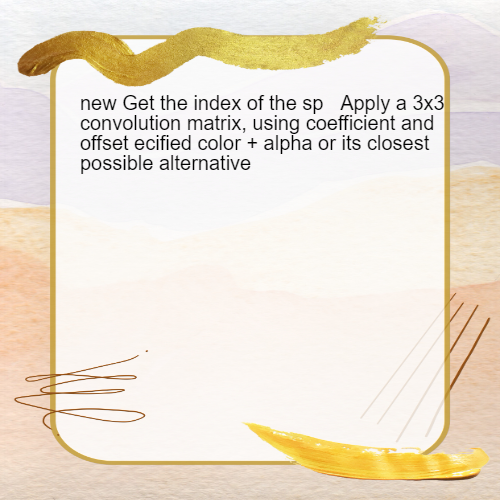 new Get the index of the sp   Apply a 3x3
convolution matrix, using coefficient and
offset ecified color + alpha or its closest
possible alternative